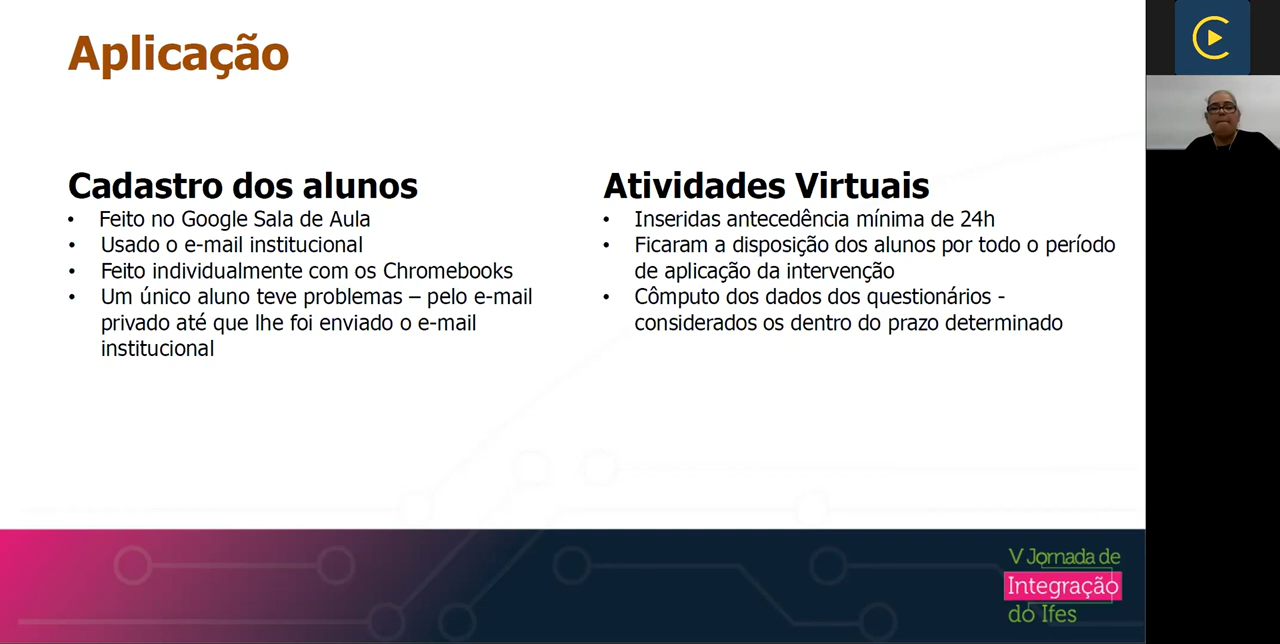 Aplicação
Cadastro dos alunos
• Feito no Google Sala de Aula
• Usado o e-mail institucional
• Feito individualmente com os Chromebooks
• Um único aluno teve problemas – pelo e-mail
privado até que lhe foi enviado o e-mail
institucional
Atividades Virtuais
• Inseridas antecedência mínima de 24h
• Ficaram a disposição dos alunos por todo o período
de aplicação da intervenção
• Cômputo dos dados dos questionários -
considerados os dentro do prazo determinado
V Jornada de
Integração
do Ifes